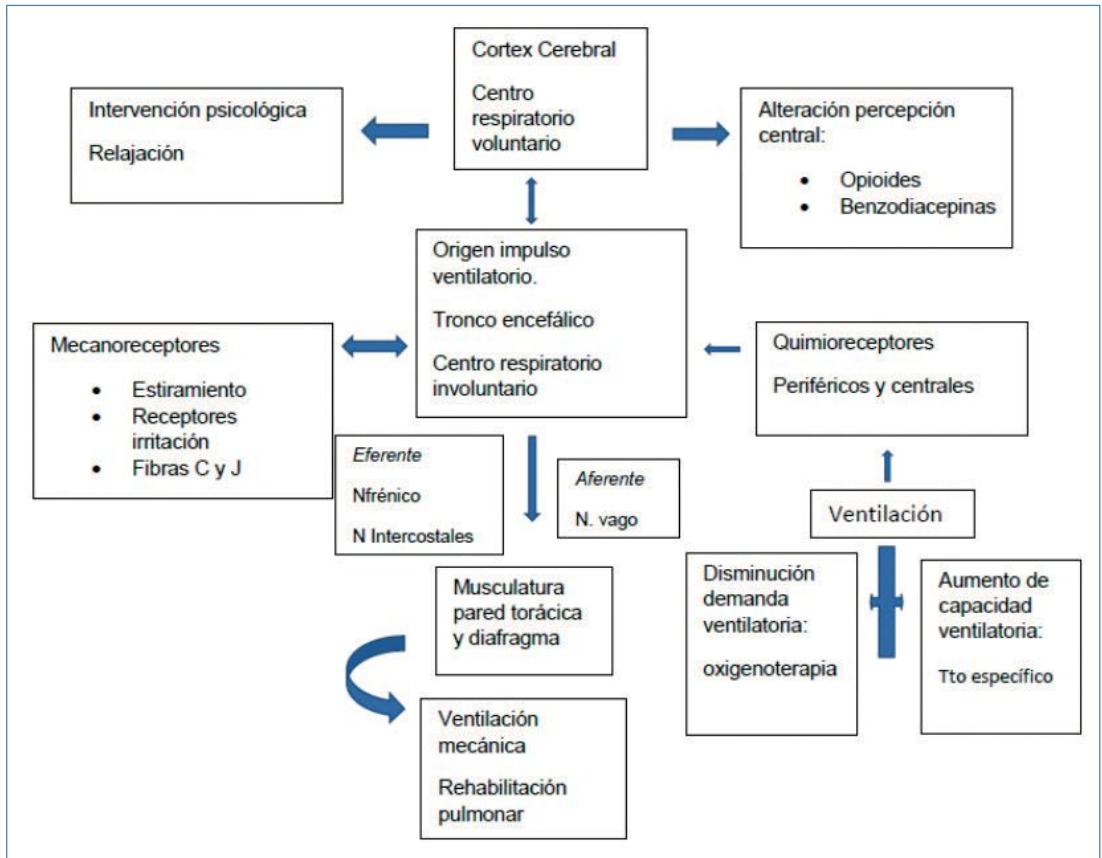 Cortex Cerebral
Centro
respiratorio
voluntario
Intervención psicológica
Relajación
Alteración percepción
central:
• Opioides
• Benzodiacepinas
Origen impulso
ventilatorio.
Tronco encefálico
Centro respiratorio
involuntario
Mecanoreceptores
• Estiramiento
• Receptores
irritación
• Fibras C y J
Quimioreceptores
Periféricos y centrales
Eferente
Nfrénico
N Intercostales
Aferente
N. vago
Ventilación
Musculatura
pared torácica
y diafragma
Disminución
demanda
ventilatoria:
oxigenoterapia
Aumento de
capacidad
ventilatoria:
Tto específico
Ventilación
mecánica
Rehabilitación
pulmonar